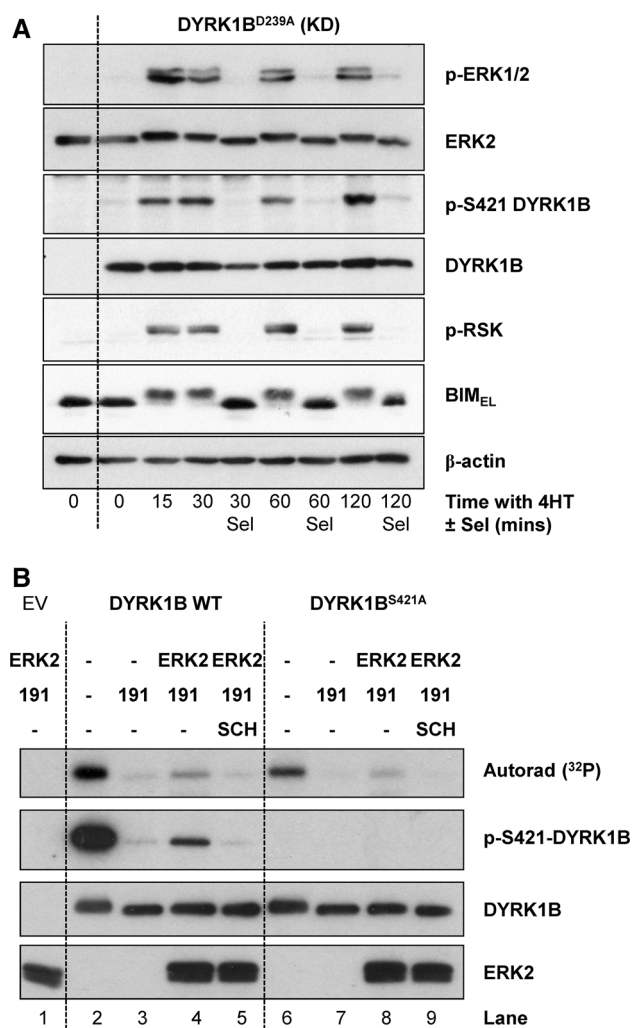 A
DYRK1B^D239A (KD)
p-ERK1/2
ERK2
p-S421 DYRK1B
DYRK1B
p-RSK
BIM_EL
β-actin
0 0 15 30 30 60 60 120 120 Time with 4HT
Sel Sel Sel ± Sel (mins)
B
EV DYRK1B WT DYRK1B^S421A
ERK2 - - ERK2 ERK2 - - ERK2 ERK2
191 - 191 191 191 - 191 191 191
- - - - SCH - - - SCH
Autorad (³²P)
p-S421-DYRK1B
DYRK1B
ERK2
1 2 3 4 5 6 7 8 9 Lane